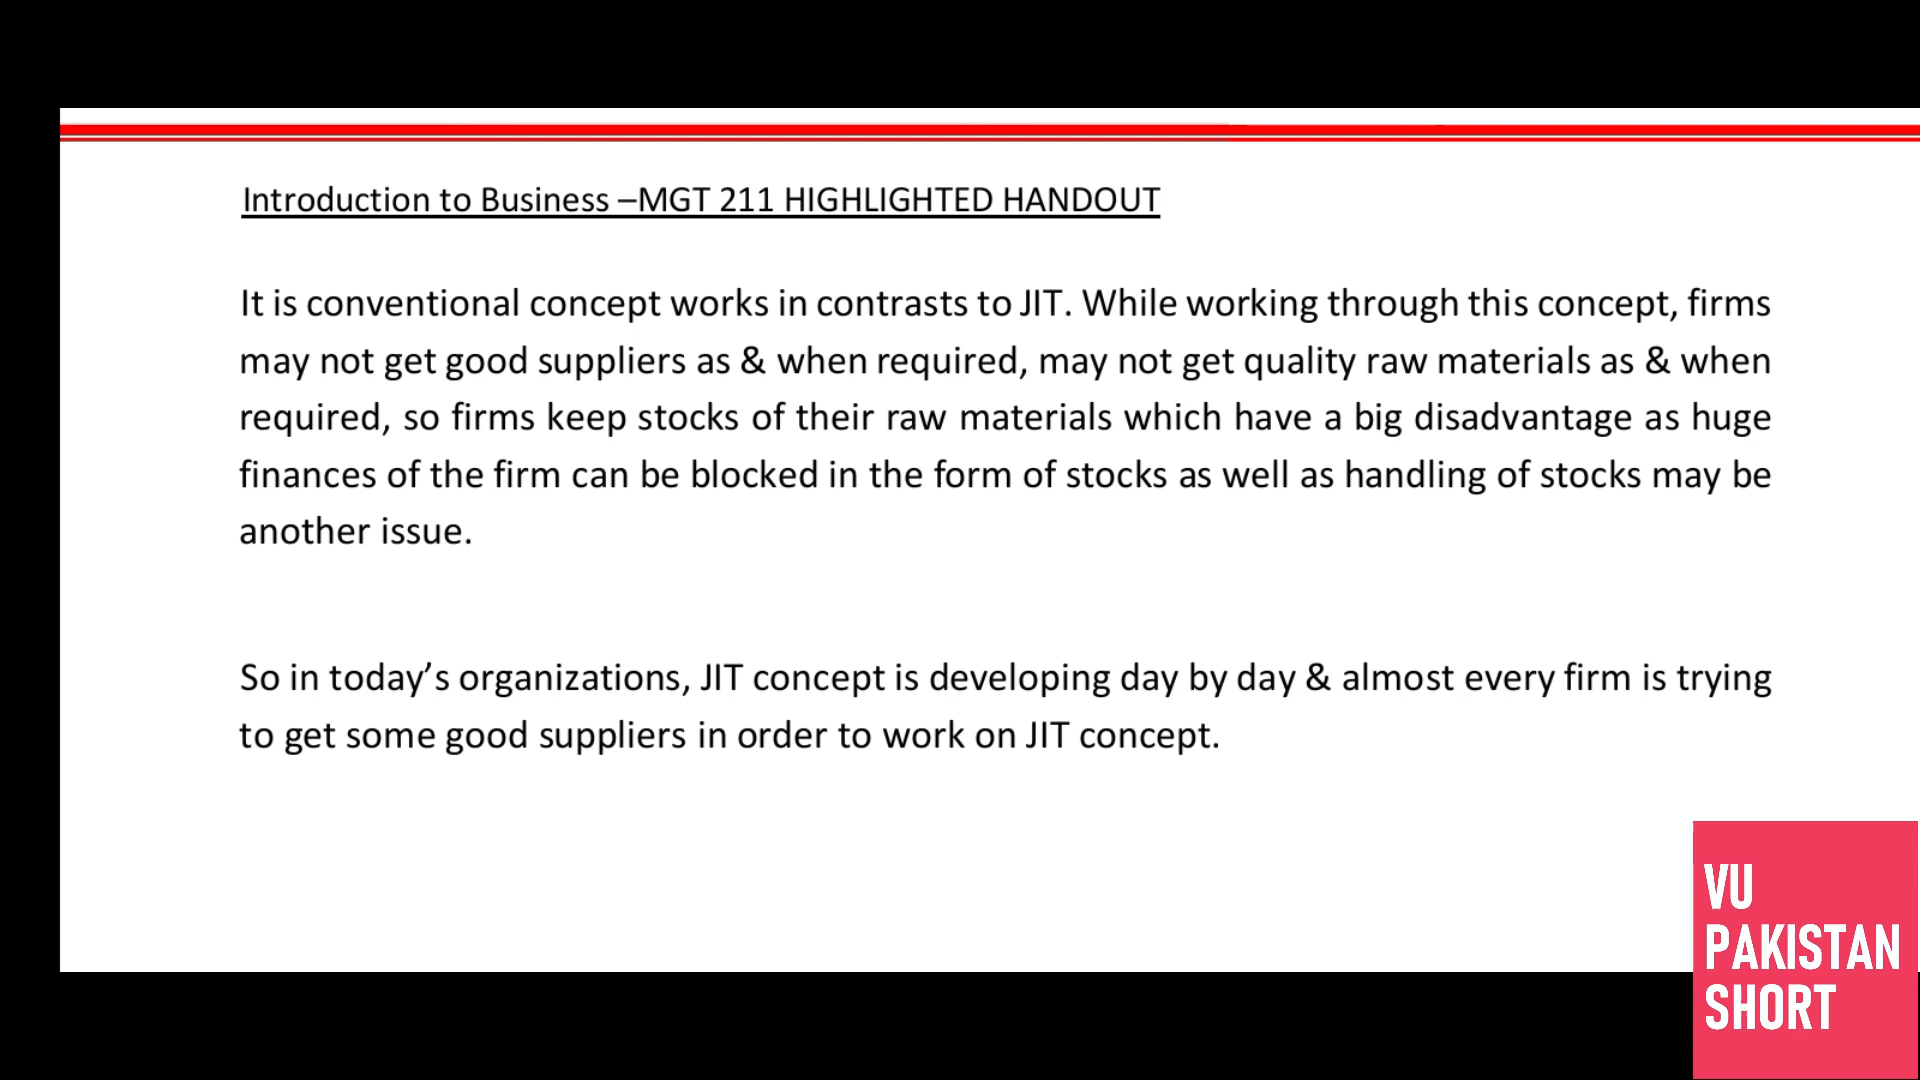 Introduction to Business –MGT 211 HIGHLIGHTED HANDOUT
It is conventional concept works in contrasts to JIT. While working through this concept, firms
may not get good suppliers as & when required, may not get quality raw materials as & when
required, so firms keep stocks of their raw materials which have a big disadvantage as huge
finances of the firm can be blocked in the form of stocks as well as handling of stocks may be
another issue.
So in today’s organizations, JIT concept is developing day by day & almost every firm is trying
to get some good suppliers in order to work on JIT concept.
VU
PAKISTAN
SHORT